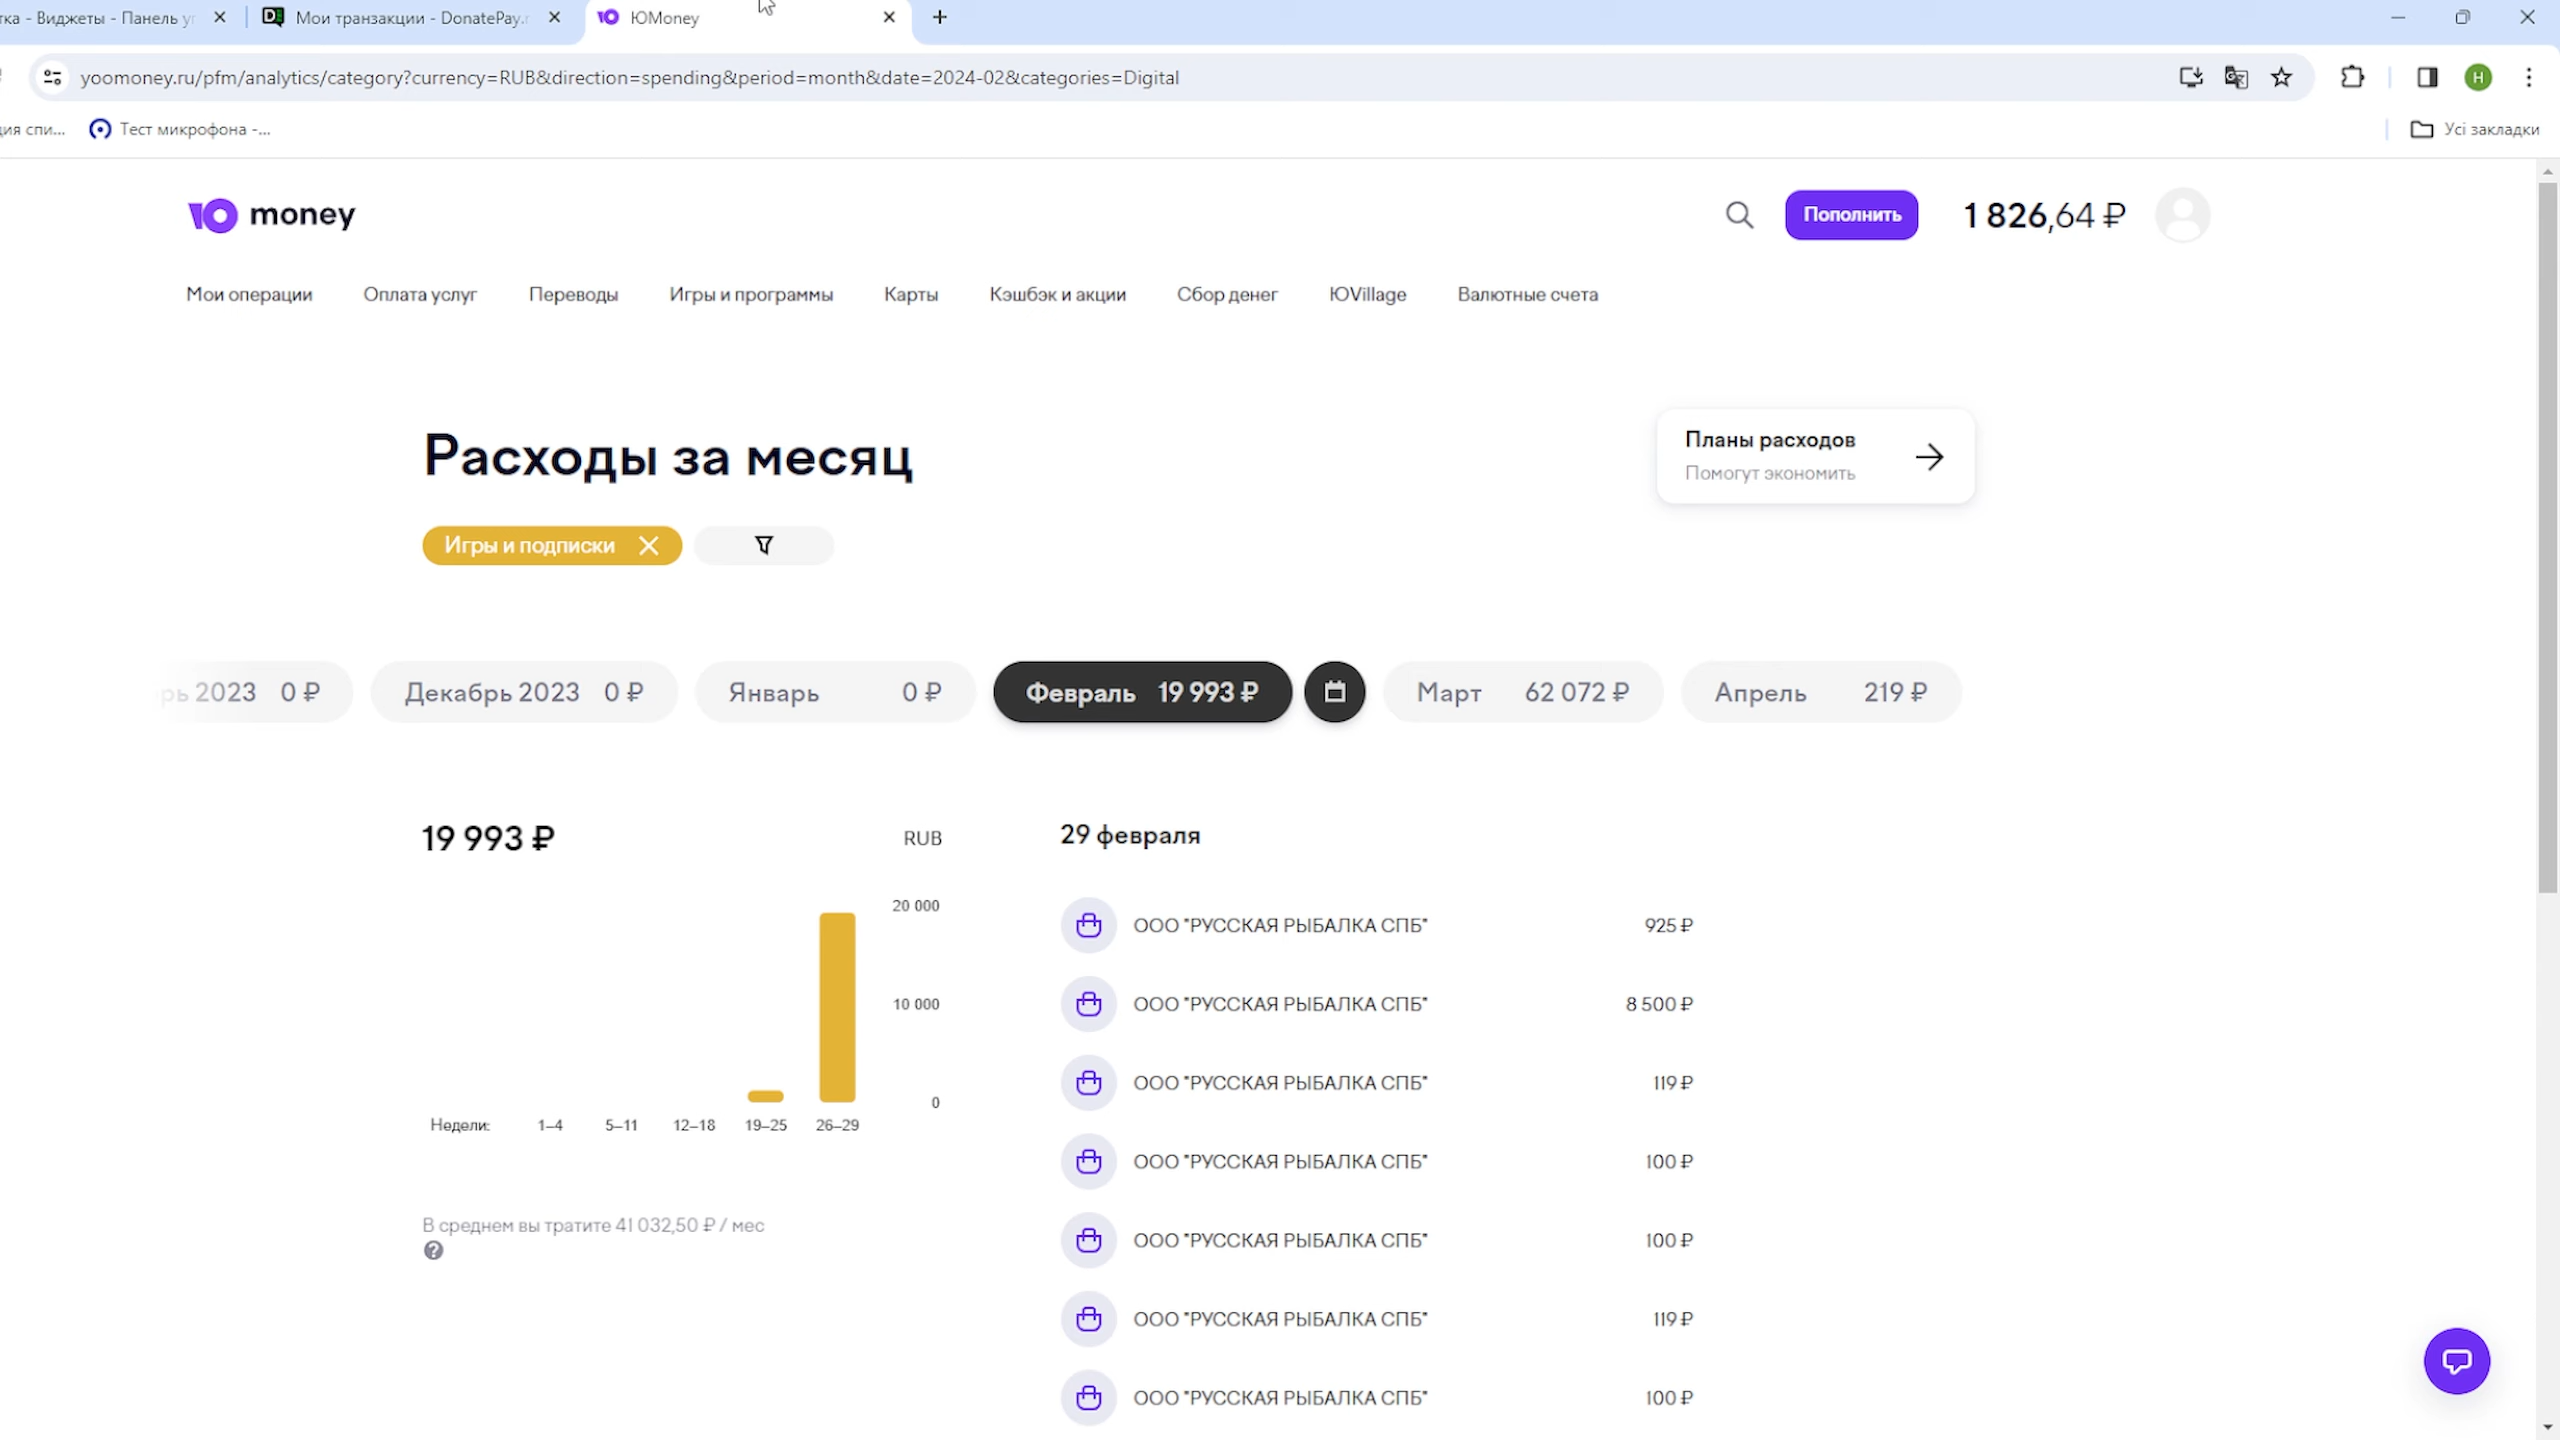 тка - Виджеты - Панель у
Мои транзакции - DonatePay.r
ЮMoney
yoomoney.ru/pfm/analytics/category?currency=RUB&direction=spending&period=month&date=2024-02&categories=Digital
H
ция спи...
Тест микрофона -...
Усі закладки
Ю money
Пополнить
1 826,64 ₽
Мои операции
Оплата услуг
Переводы
Игры и программы
Карты
Кэшбэк и акции
Сбор денег
ЮVillage
Валютные счета
Расходы за месяц
Планы расходов
Помогут экономить
Игры и подписки
рь 2023 0 ₽
Декабрь 2023 0 ₽
Январь 0 ₽
Февраль 19 993 ₽
Март 62 072 ₽
Апрель 219 ₽
19 993 ₽
RUB
20 000
10 000
0
Недели: 1–4 5–11 12–18 19–25 26–29
В среднем вы тратите 41 032,50 ₽ / мес
?
29 февраля
ООО "РУССКАЯ РЫБАЛКА СПБ" 925 ₽
ООО "РУССКАЯ РЫБАЛКА СПБ" 8 500 ₽
ООО "РУССКАЯ РЫБАЛКА СПБ" 119 ₽
ООО "РУССКАЯ РЫБАЛКА СПБ" 100 ₽
ООО "РУССКАЯ РЫБАЛКА СПБ" 100 ₽
ООО "РУССКАЯ РЫБАЛКА СПБ" 119 ₽
ООО "РУССКАЯ РЫБАЛКА СПБ" 100 ₽